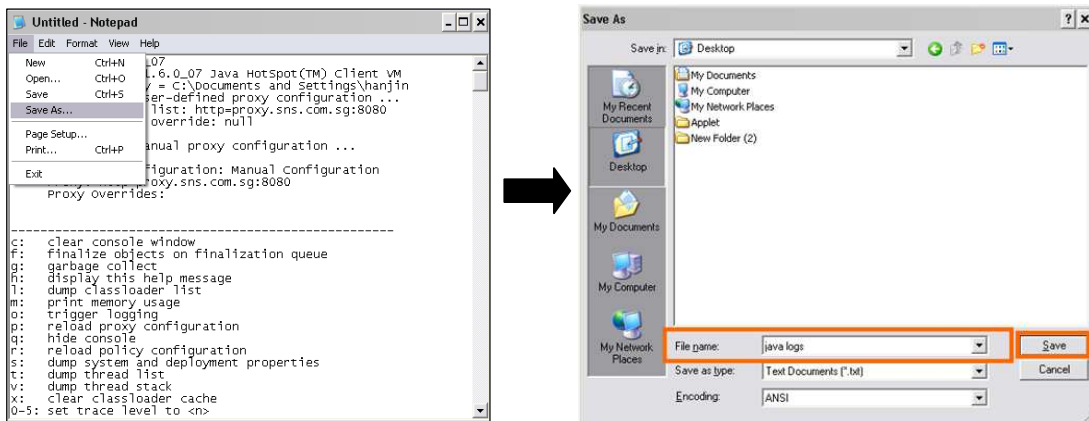 Untitled - Notepad
File Edit Format View Help
New Ctrl+N
Open... Ctrl+O
Save Ctrl+S
Save As...
Page Setup...
Print... Ctrl+P
Exit
_07
1.6.0_07 Java HotSpot(TM) Client VM
y = C:\Documents and Settings\hanjin
ser-defined proxy configuration ...
list: http=proxy.sns.com.sg:8080
override: null
anual proxy configuration ...
figuration: Manual Configuration
proxy.sns.com.sg:8080
Proxy Overrides:
----------------------------------------------------
c: clear console window
f: finalize objects on finalization queue
g: garbage collect
h: display this help message
l: dump classloader list
m: print memory usage
o: trigger logging
p: reload proxy configuration
q: hide console
r: reload policy configuration
s: dump system and deployment properties
t: dump thread list
v: dump thread stack
x: clear classloader cache
0-5: set trace level to <n>
Save As
Save in: Desktop
My Recent Documents
Desktop
My Documents
My Computer
My Network Places
My Documents
My Computer
My Network Places
Applet
New Folder (2)
File name: java logs
Save
Save as type: Text Documents (*.txt)
Cancel
Encoding: ANSI